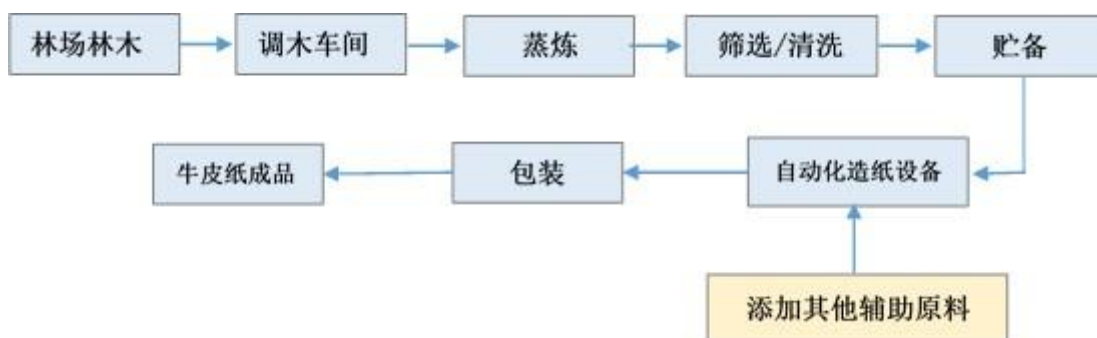 林场林木
调木车间
蒸炼
筛选/清洗
贮备
自动化造纸设备
包装
牛皮纸成品
添加其他辅助原料